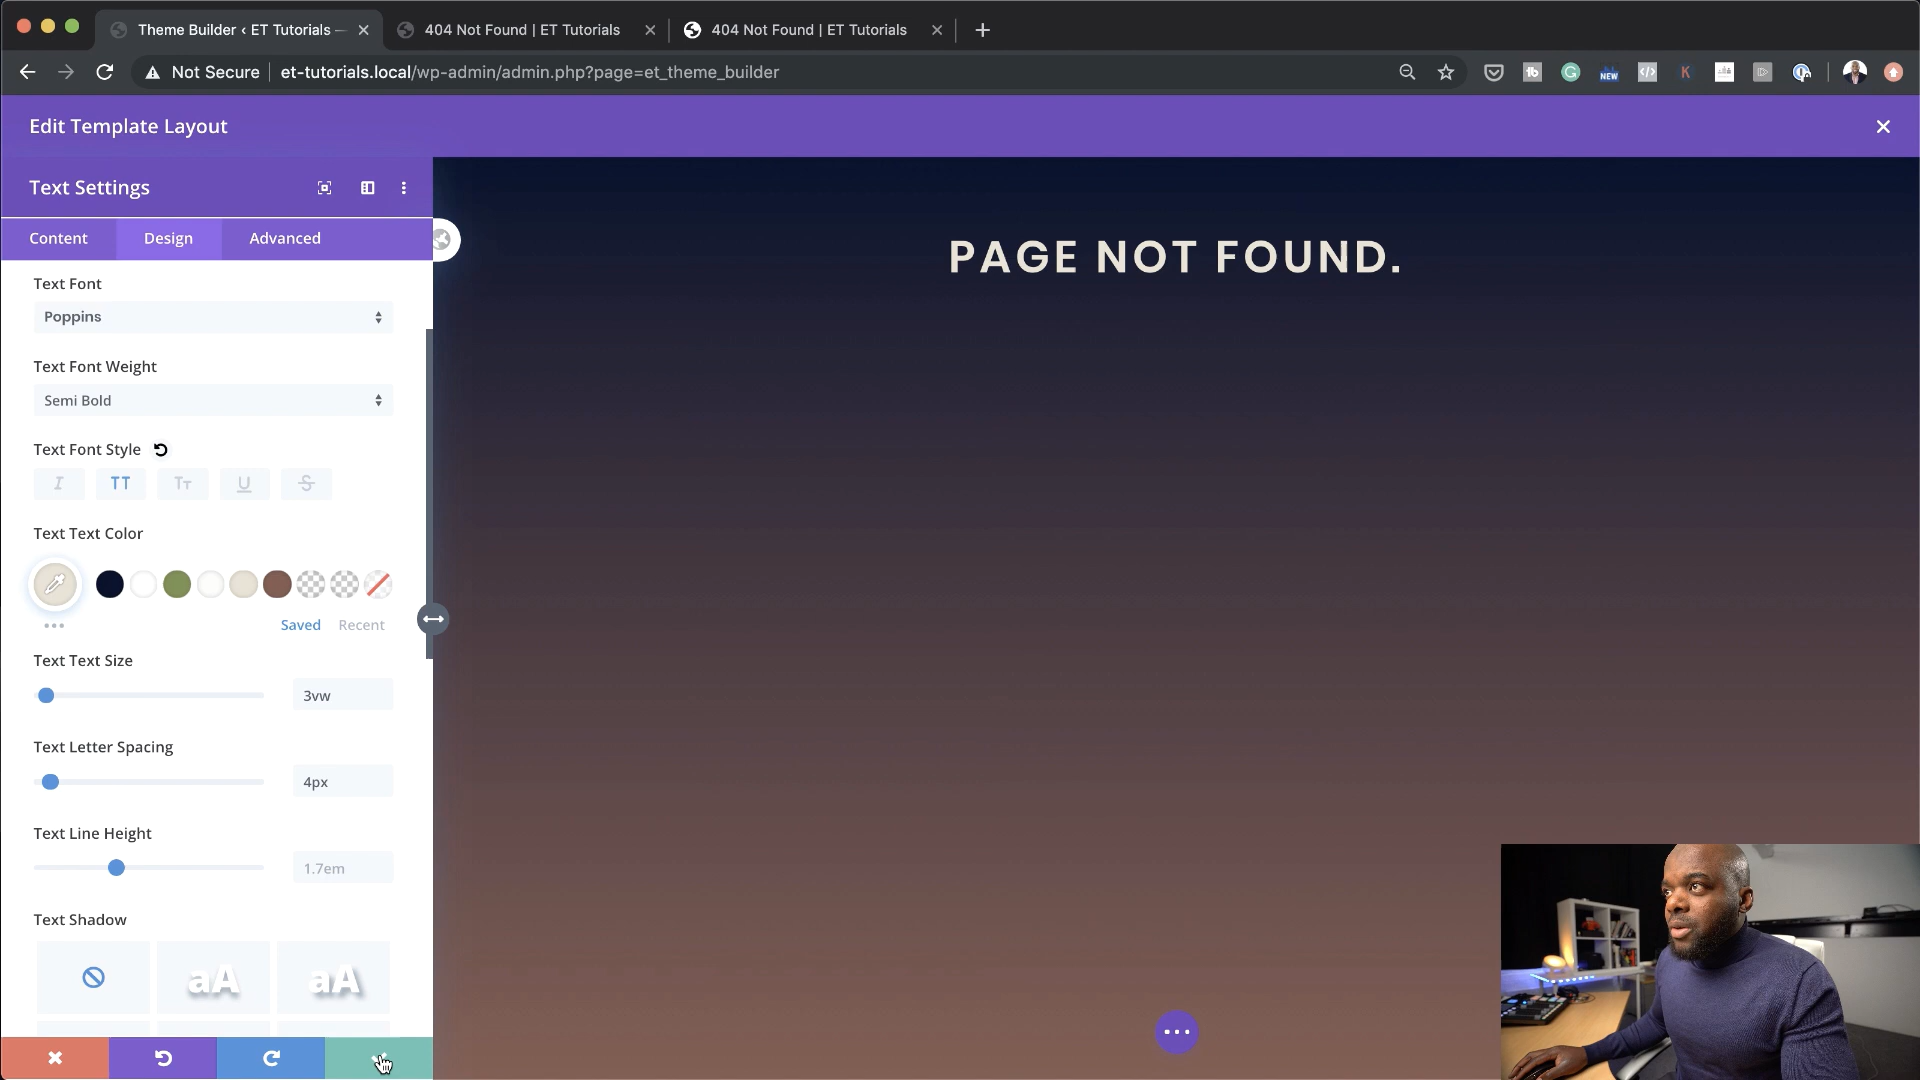 Theme Builder ‹ ET Tutorials —
404 Not Found | ET Tutorials
404 Not Found | ET Tutorials
Not Secure
et-tutorials.local/wp-admin/admin.php?page=et_theme_builder
NEW
Edit Template Layout
Text Settings
Content
Design
Advanced
PAGE NOT FOUND.
Text Font
Poppins
Text Font Weight
Semi Bold
Text Font Style
I
TT
Tт
U
S
Text Text Color
Saved
Recent
Text Text Size
3vw
Text Letter Spacing
4px
Text Line Height
1.7em
Text Shadow
aA
aA